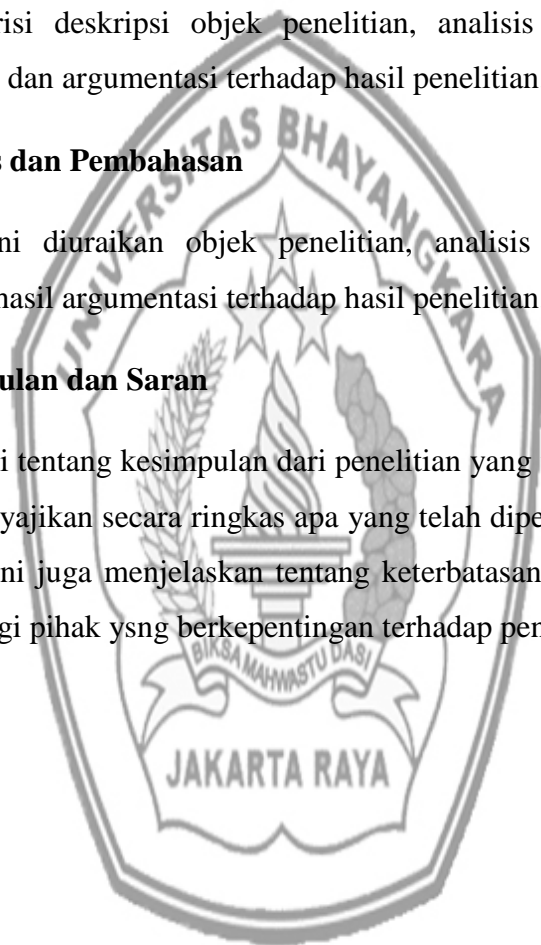 risi deskripsi objek penelitian, analisis
dan argumentasi terhadap hasil penelitian
s dan Pembahasan
ni diuraikan objek penelitian, analisis
hasil argumentasi terhadap hasil penelitian
pulan dan Saran
i tentang kesimpulan dari penelitian yang
yajikan secara ringkas apa yang telah dipe
ni juga menjelaskan tentang keterbatasan
gi pihak ysng berkepentingan terhadap pen
UNIVERSITAS BHAYANGKARA
BIKSA MAHWASTU DASI
JAKARTA RAYA